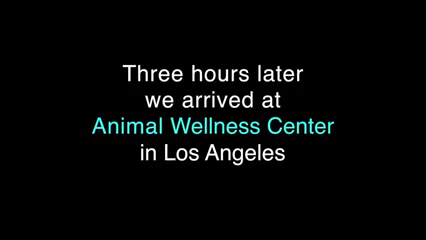 Three hours later
we arrived at
Animal Wellness Center
in Los Angeles